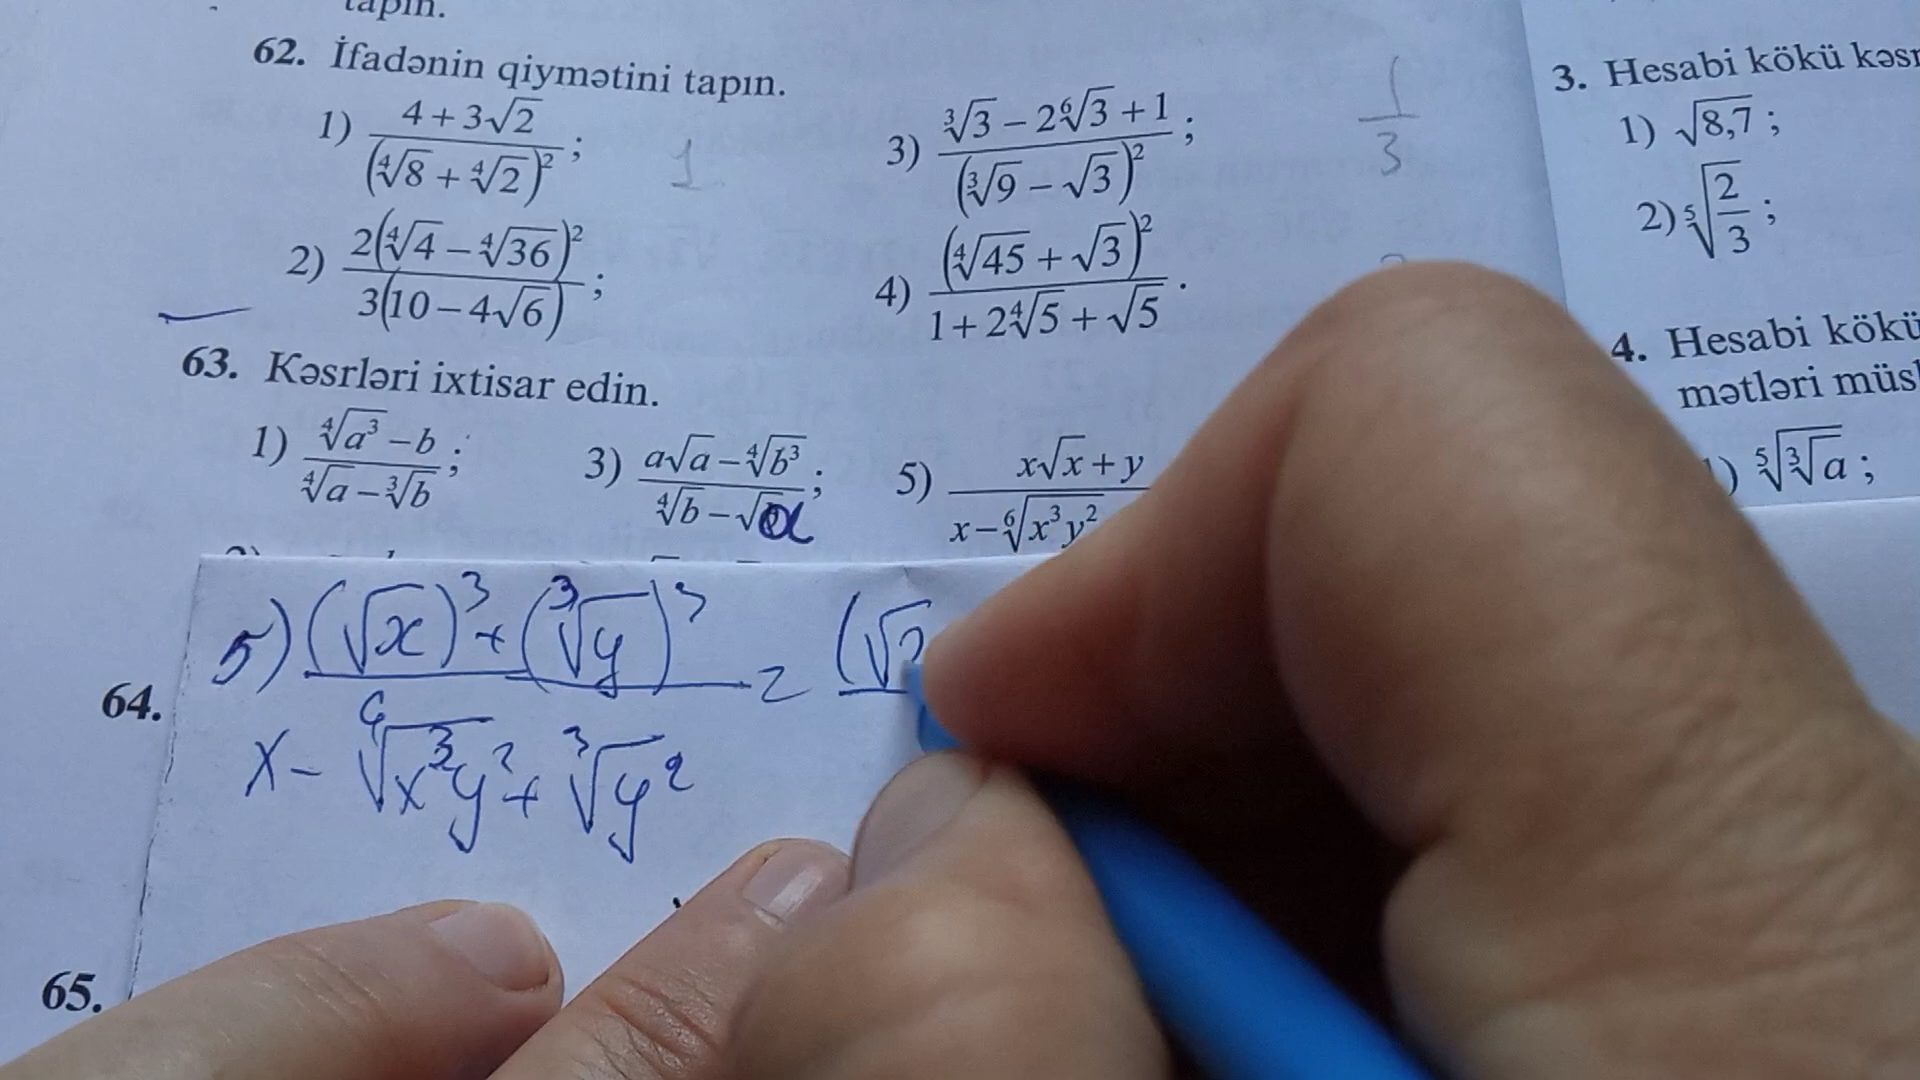 tapın.
62. İfadənin qiymətini tapın.
1) (4 + 3√2) / (∜8 + ∜2)² ;
1
2) 2(∜4 − ∜36)² / 3(10 − 4√6) ;
3) (∛3 − 2⁶√3 + 1) / (∛9 − √3)² ;
1/3
4) (∜45 + √3)² / (1 + 2∜5 + √5) .
63. Kəsrləri ixtisar edin.
1) (∜a³ − b) / (∜a − ∛b) ;
3) (a√a − ∜b³) / (∜b − √a) ;
5) (x√x + y) / (x − ⁶√x³y²
5) ((√x)³ + (∛y)³) / (x − ⁶√x³y² + ∛y²) = (√
64.
65.
3. Hesabi kökü
1) √8,7 ;
2) ⁵√(2/3) ;
4. Hesabi kökü
) ⁵√∛a ;